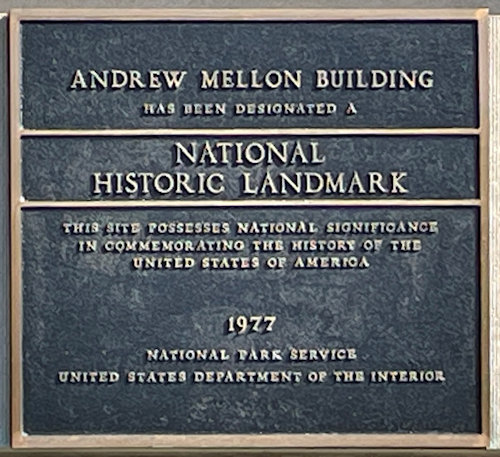 ANDREW MELLON BUILDING
HAS BEEN DESIGNATED A
NATIONAL
HISTORIC LANDMARK
THIS SITE POSSESSES NATIONAL SIGNIFICANCE
IN COMMEMORATING THE HISTORY OF THE
UNITED STATES OF AMERICA
1977
NATIONAL PARK SERVICE
UNITED STATES DEPARTMENT OF THE INTERIOR